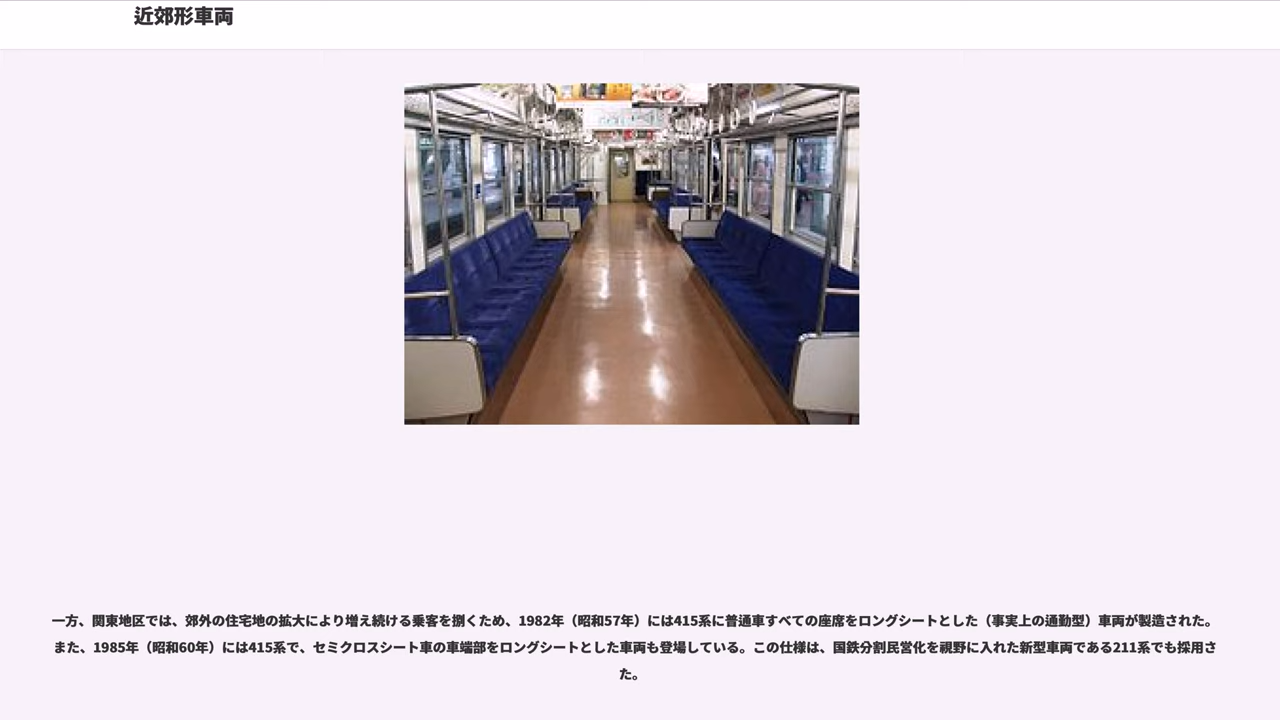 近郊形車両
一方、関東地区では、郊外の住宅地の拡大により増え続ける乗客を捌くため、1982年（昭和57年）には415系に普通車すべての座席をロングシートとした（事実上の通勤型）車両が製造された。
また、1985年（昭和60年）には415系で、セミクロスシート車の車端部をロングシートとした車両も登場している。この仕様は、国鉄分割民営化を視野に入れた新型車両である211系でも採用さ
た。